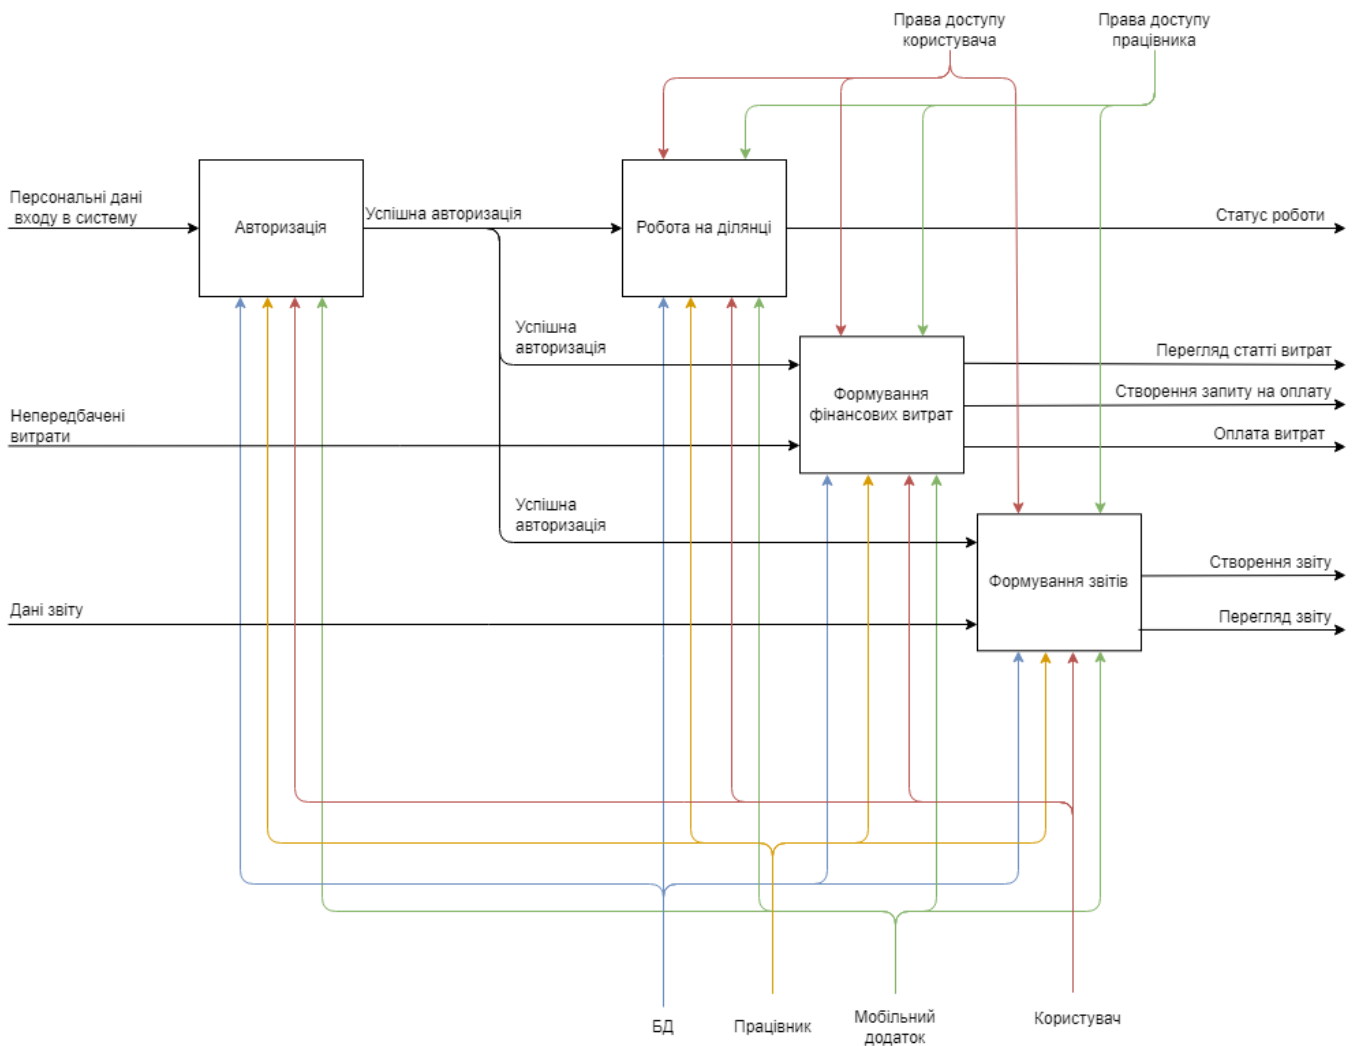 Права доступу
користувача
Права доступу
працівника
Персональні дані
входу в систему
Авторизація
Успішна авторизація
Робота на ділянці
Статус роботи
Успішна
авторизація
Перегляд статті витрат
Створення запиту на оплату
Формування
фінансових витрат
Непередбачені
витрати
Оплата витрат
Успішна
авторизація
Створення звіту
Формування звітів
Дані звіту
Перегляд звіту
БД
Працівник
Мобільний
додаток
Користувач